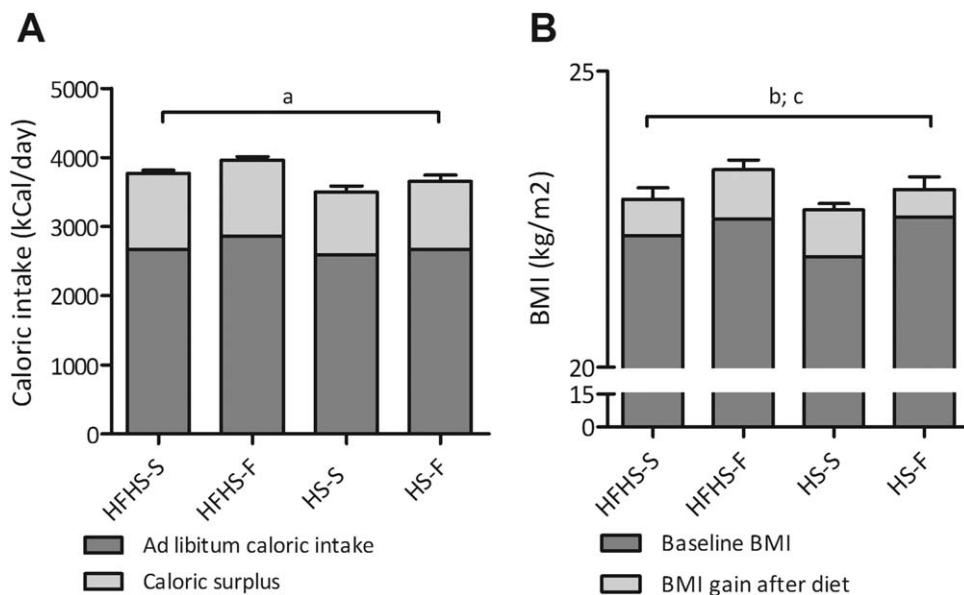 A
Caloric intake (kCal/day)
5000
4000
3000
2000
1000
0
a
HFHS-S
HFHS-F
HS-S
HS-F
Ad libitum caloric intake
Caloric surplus
B
BMI (kg/m2)
25
20
15
0
b; c
HFHS-S
HFHS-F
HS-S
HS-F
Baseline BMI
BMI gain after diet